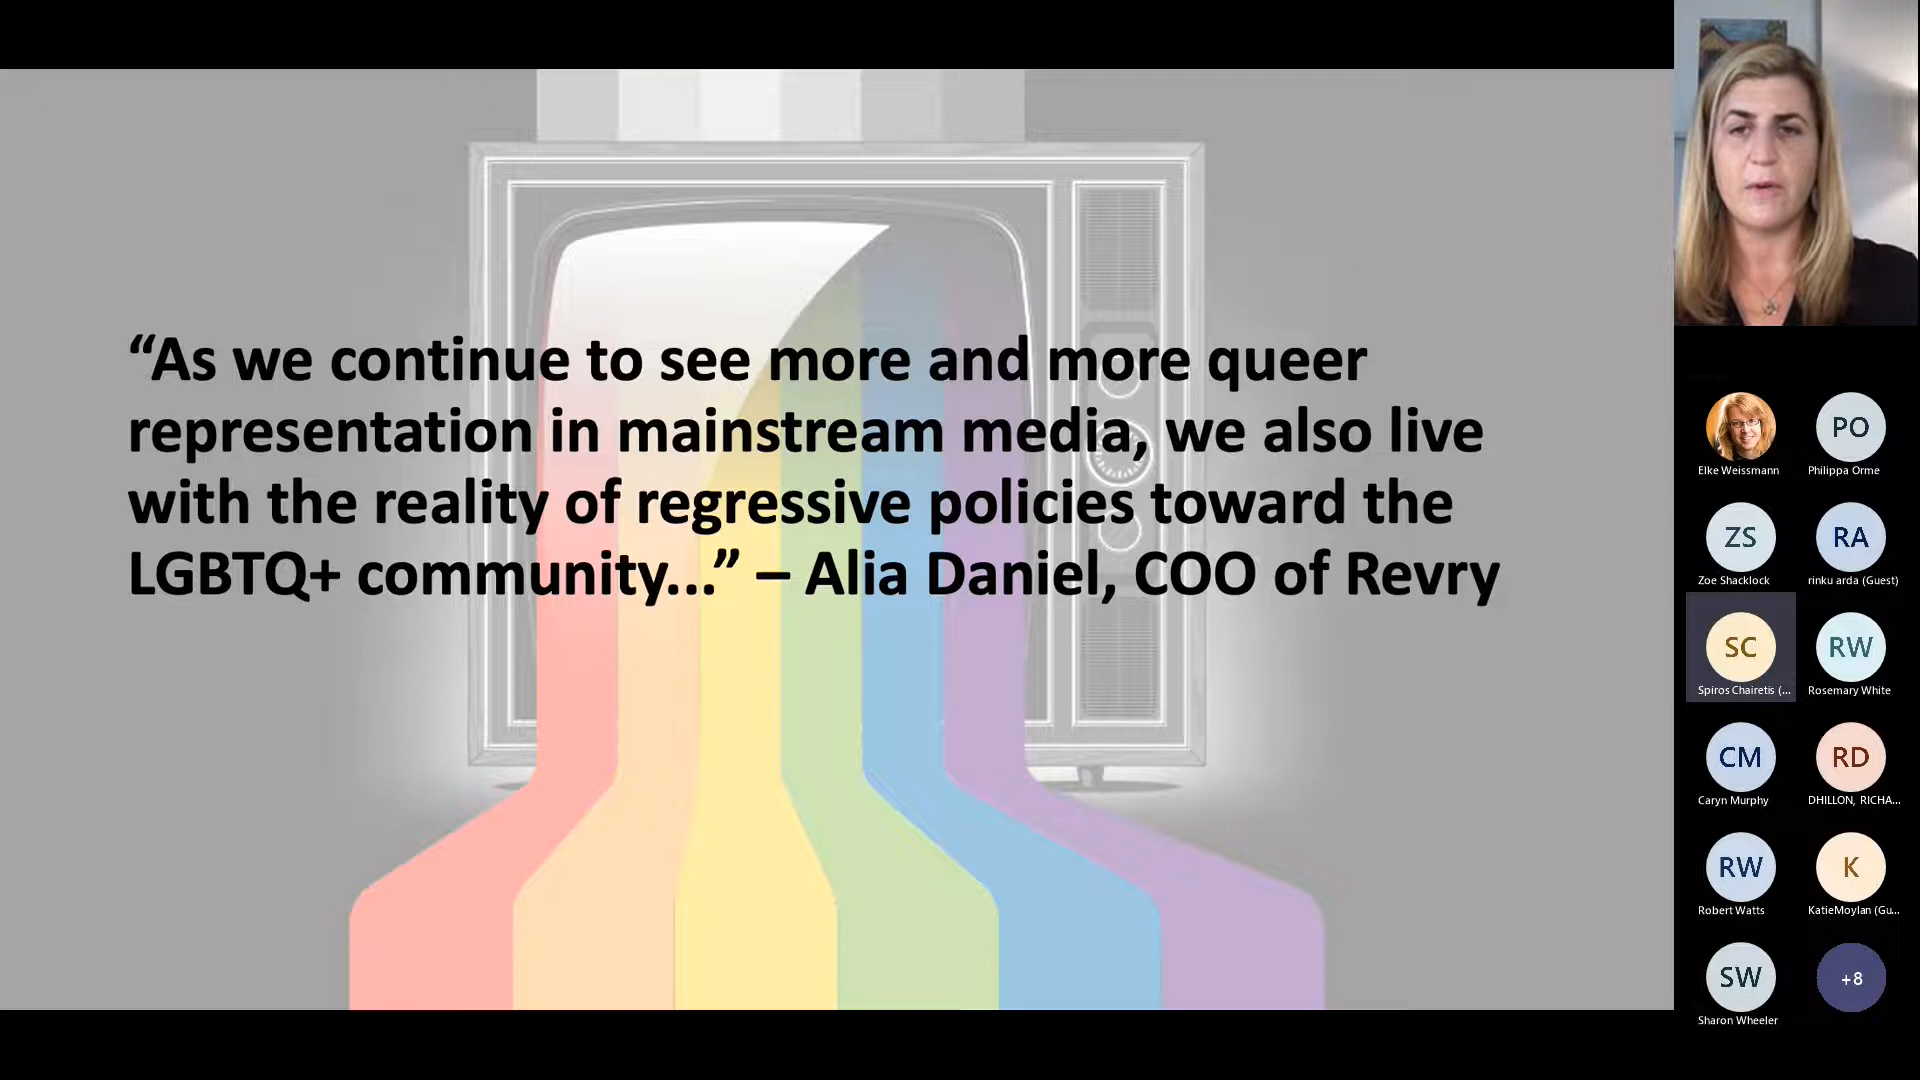 “As we continue to see more and more queer
representation in mainstream media, we also live
with the reality of regressive policies toward the
LGBTQ+ community...” – Alia Daniel, COO of Revry
Elke Weissmann
PO
Philippa Orme
ZS
Zoe Shacklock
RA
rinku arda (Guest)
SC
Spiros Chairetis (...
RW
Rosemary White
CM
Caryn Murphy
RD
DHILLON, RICHA...
RW
Robert Watts
K
KatieMoylan (Gu...
SW
Sharon Wheeler
+8